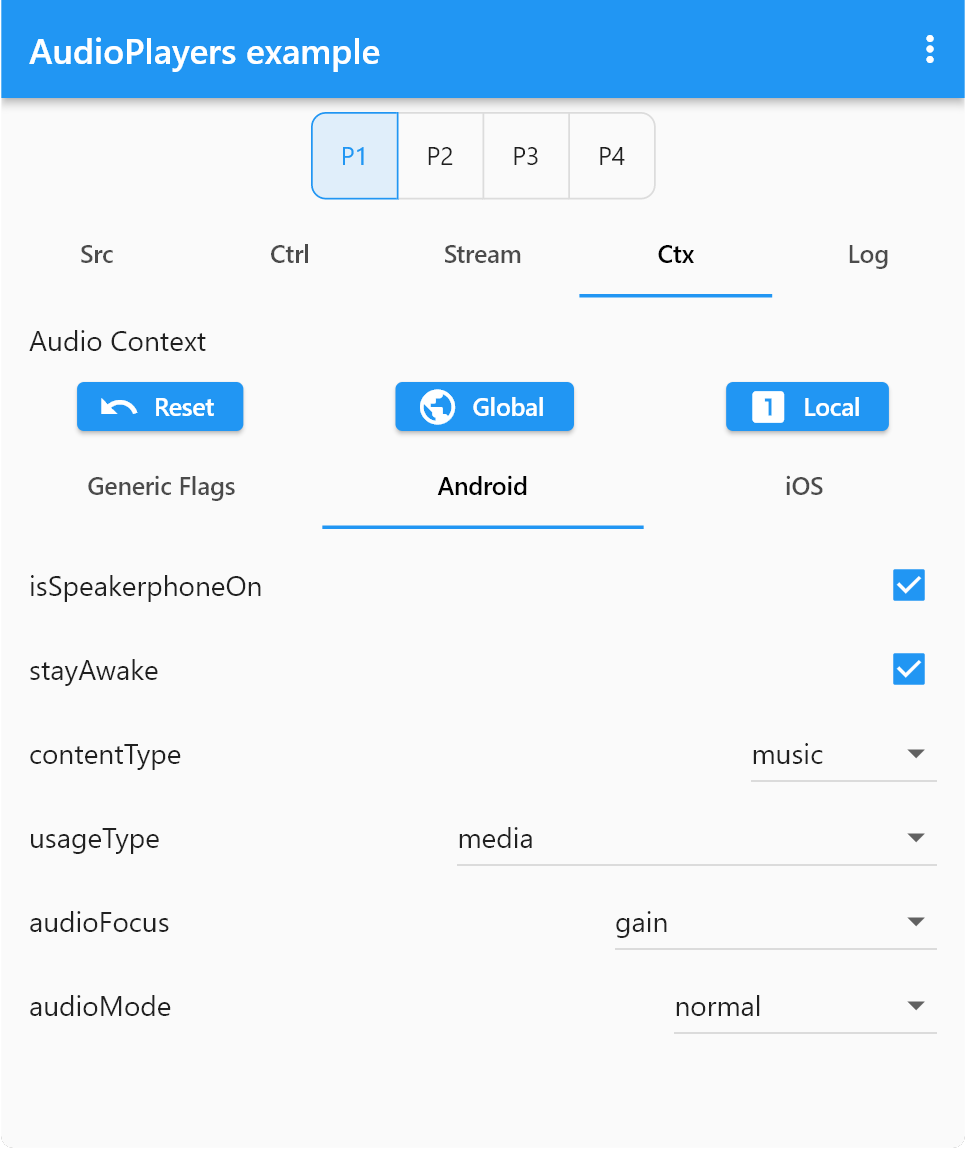 AudioPlayers example
P1 P2 P3 P4
Src Ctrl Stream Ctx Log
Audio Context
Reset 1 Local
Global
Generic Flags Android iOS
isSpeakerphoneOn
stayAwake
contentType music
usageType media
audioFocus gain
audioMode normal